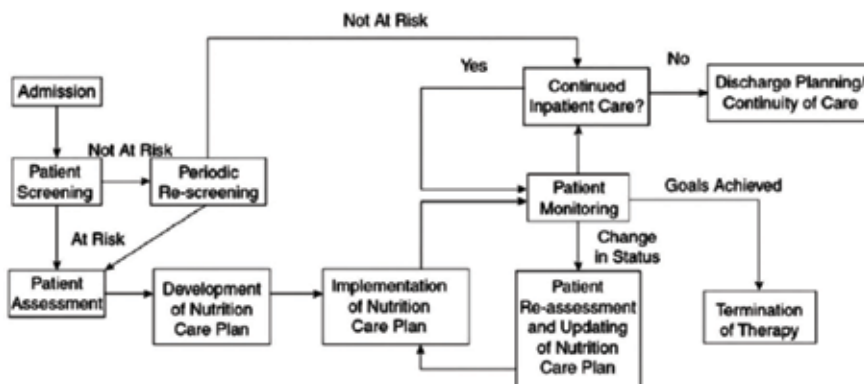 Not At Risk
Yes
No
Continued
Inpatient Care?
Discharge Planning/
Continuity of Care
Admission
Not At Risk
Patient
Screening
Periodic
Re-screening
Patient
Monitoring
Goals Achieved
At Risk
Change
in Status
Patient
Assessment
Development
of Nutrition
Care Plan
Implementation
of Nutrition
Care Plan
Patient
Re-assessment
and Updating
of Nutrition
Care Plan
Termination
of Therapy